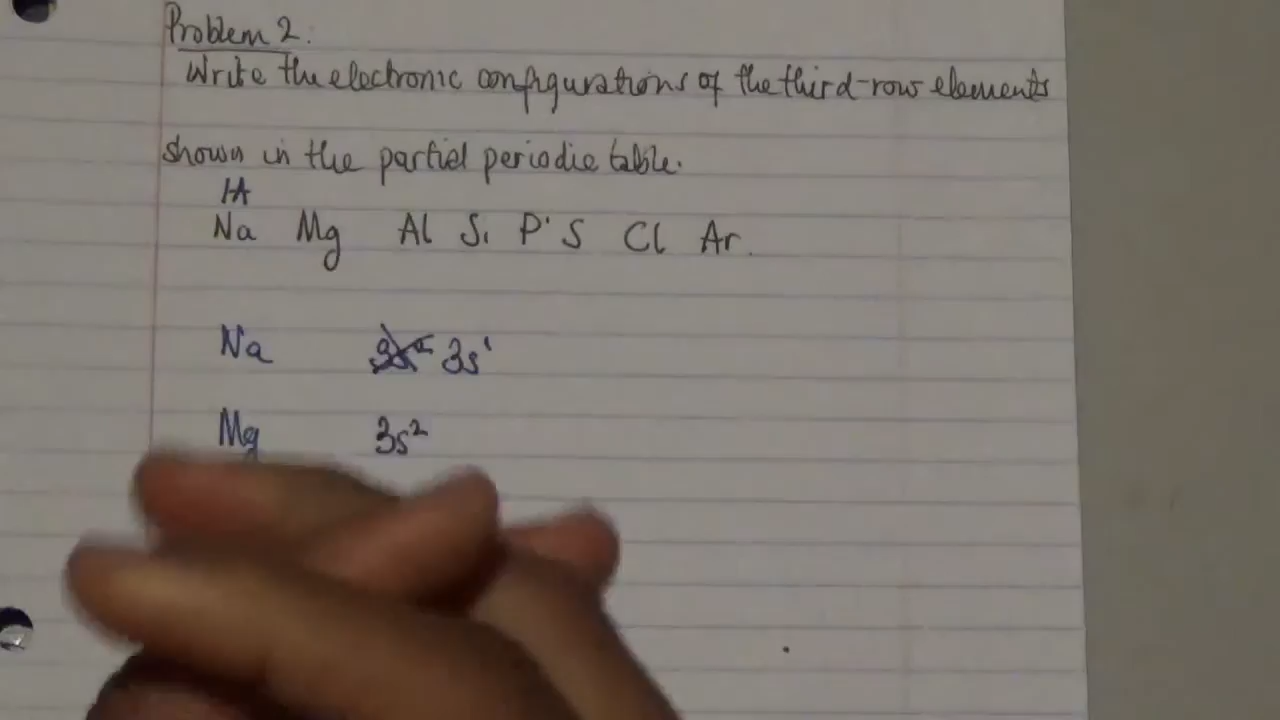 Problem 2.
Write the electronic configurations of the third-row elements
shown in the partial periodic table.
IA
Na Mg Al Si P S Cl Ar.
Na 3s¹
Mg 3s²